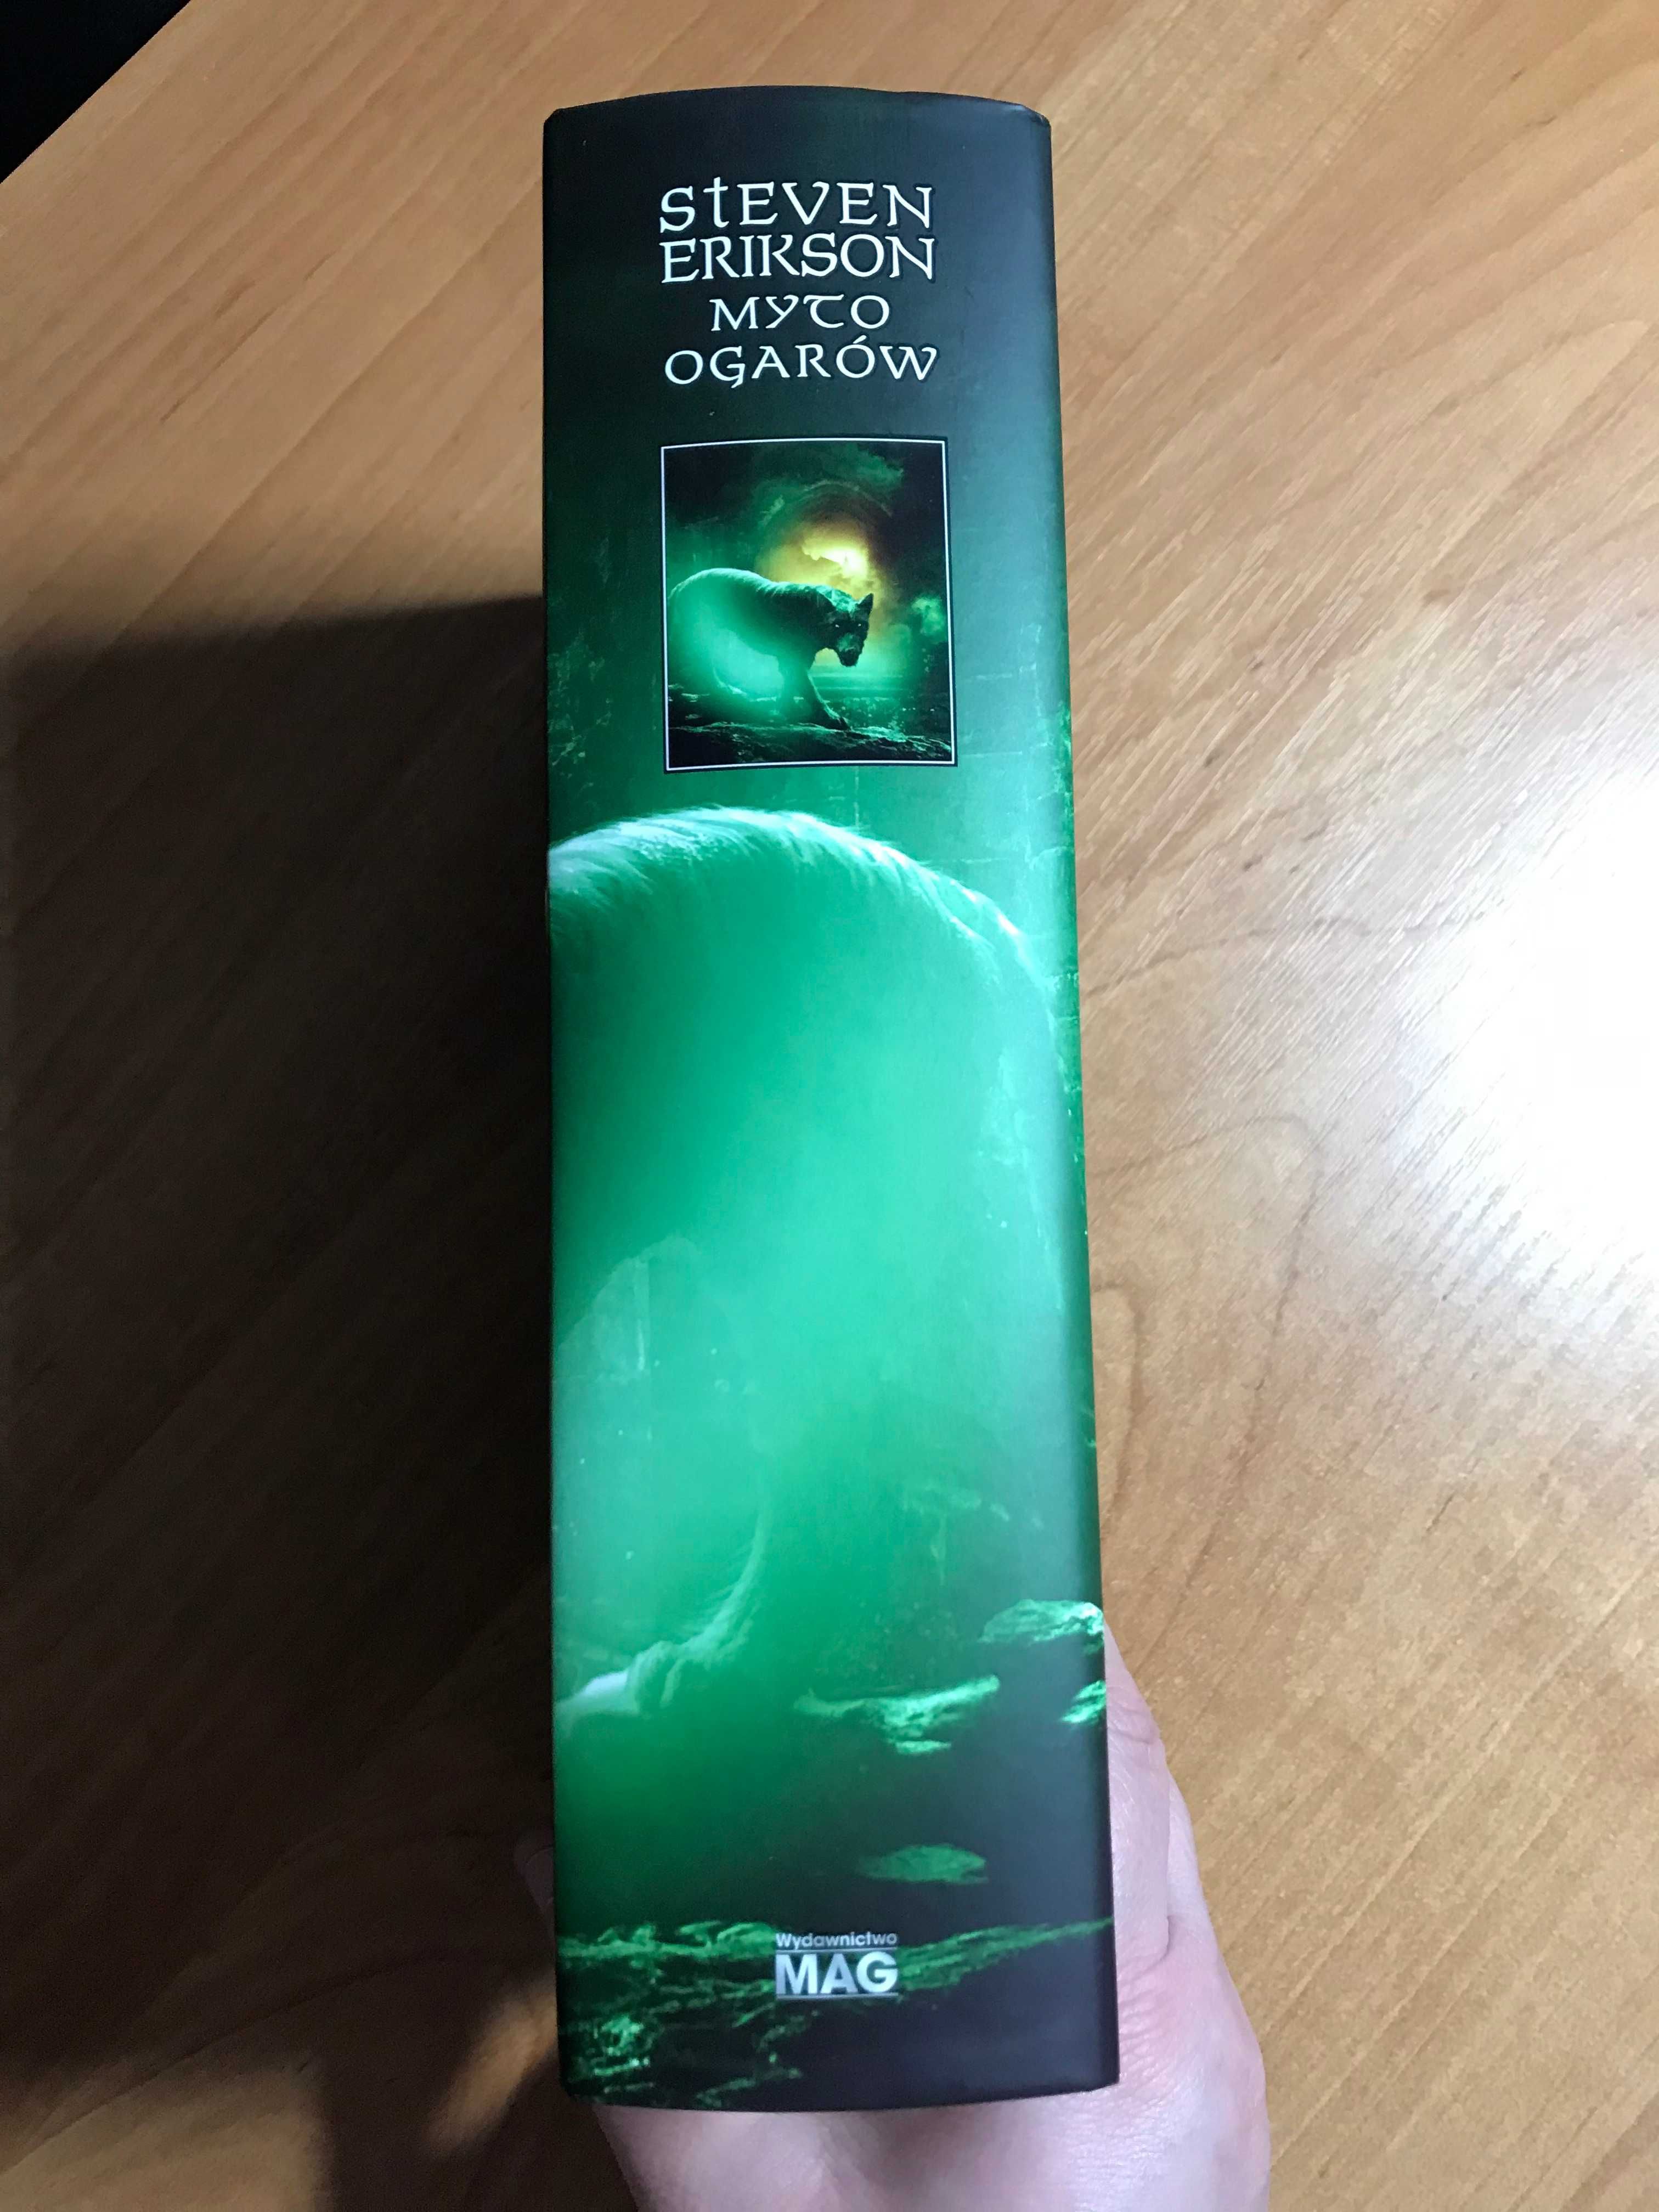 StEVEN
ERIKSON
MYTO
OGARÓW
Wydawnictwo
MAG